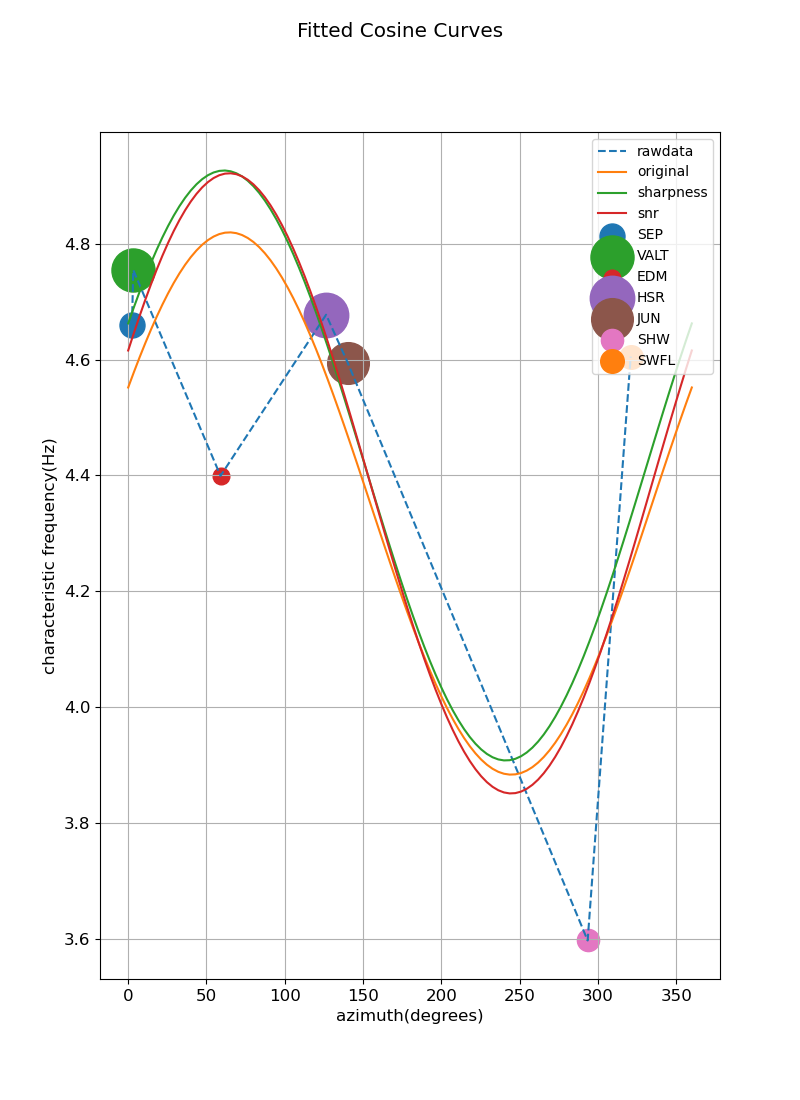 Fitted Cosine Curves
rawdata
original
sharpness
snr
SEP
VALT
EDM
HSR
JUN
SHW
SWFL
characteristic frequency(Hz)
4.8
4.6
4.4
4.2
4.0
3.8
3.6
0 50 100 150 200 250 300 350
azimuth(degrees)